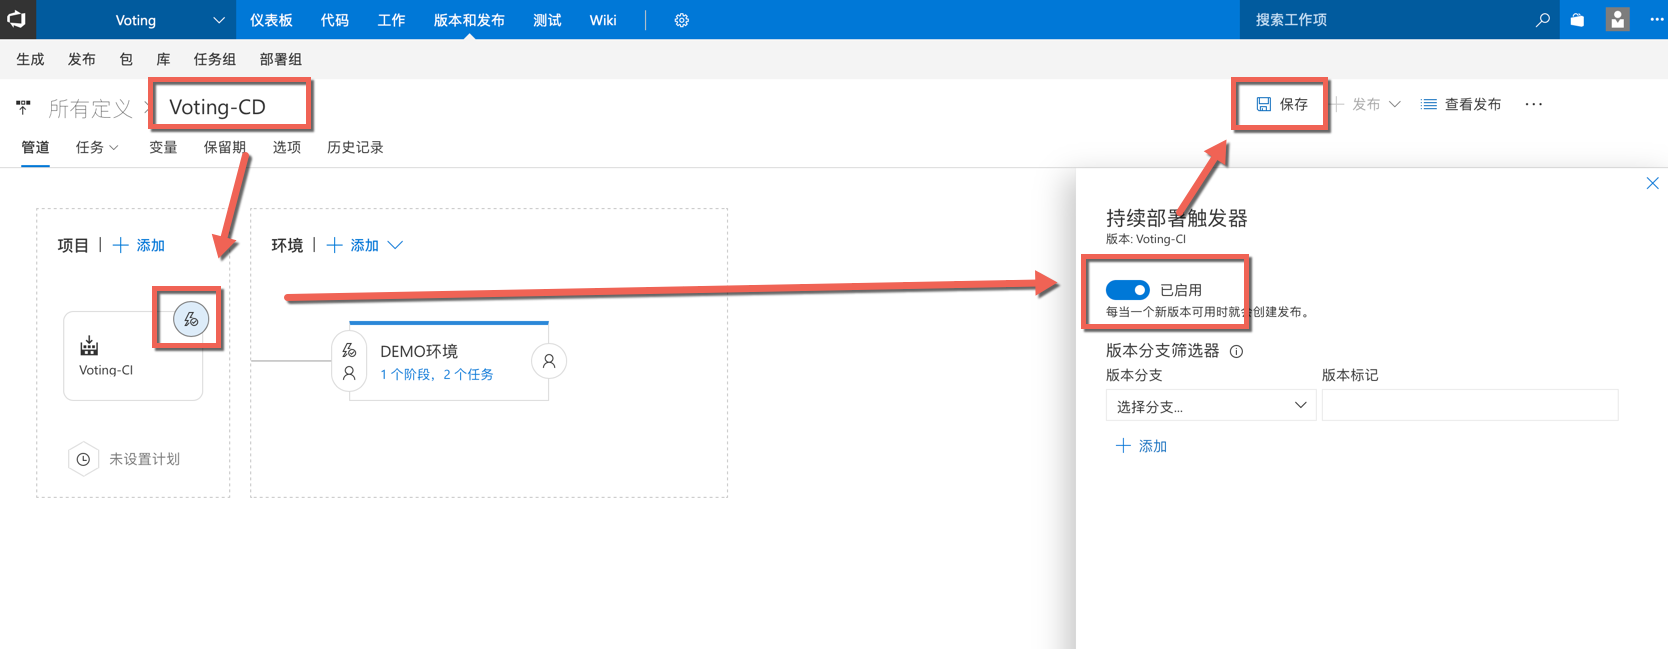 Voting 仪表板 代码 工作 版本和发布 测试 Wiki 搜索工作项
生成 发布 包 库 任务组 部署组
所有定义 Voting-CD 保存 发布 查看发布
管道 任务 变量 保留期 选项 历史记录
项目 添加
环境 添加
Voting-CI
未设置计划
DEMO环境
1 个阶段，2 个任务
持续部署触发器
版本: Voting-CI
已启用
每当一个新版本可用时就会创建发布。
版本分支筛选器
版本分支 版本标记
选择分支...
添加